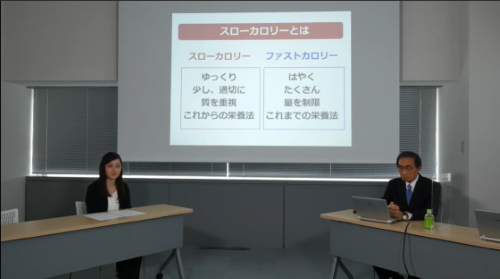 スローカロリーとは
スローカロリー
ファストカロリー
ゆっくり
少し、適切に
質を重視
これからの栄養法
はやく
たくさん
量を制限
これまでの栄養法